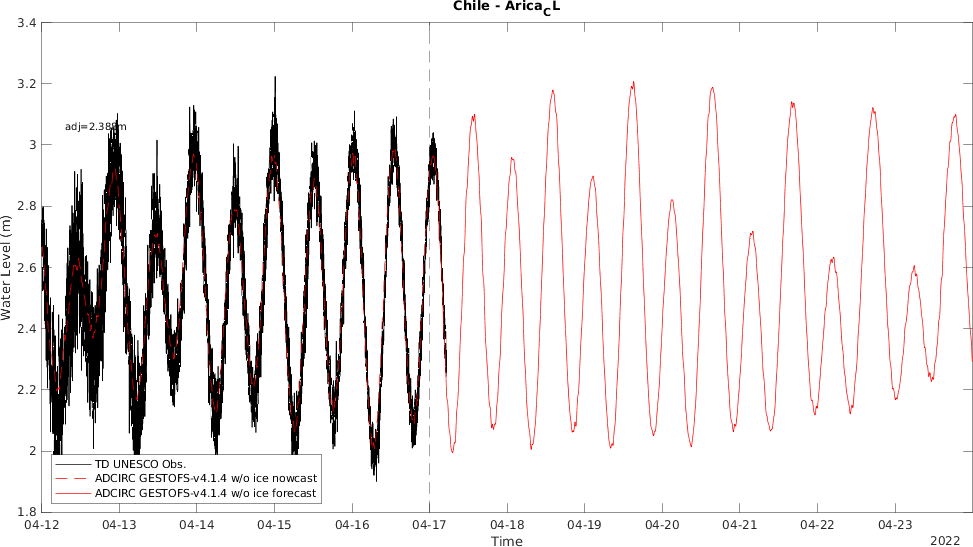 Chile - AricaCL
3.4
3.2
3
2.8
2.6
2.4
2.2
2
1.8
Water Level (m)
adj=2.388m
TD UNESCO Obs.
ADCIRC GESTOFS-v4.1.4 w/o ice nowcast
ADCIRC GESTOFS-v4.1.4 w/o ice forecast
04-12 04-13 04-14 04-15 04-16 04-17 04-18 04-19 04-20 04-21 04-22 04-23
Time
2022